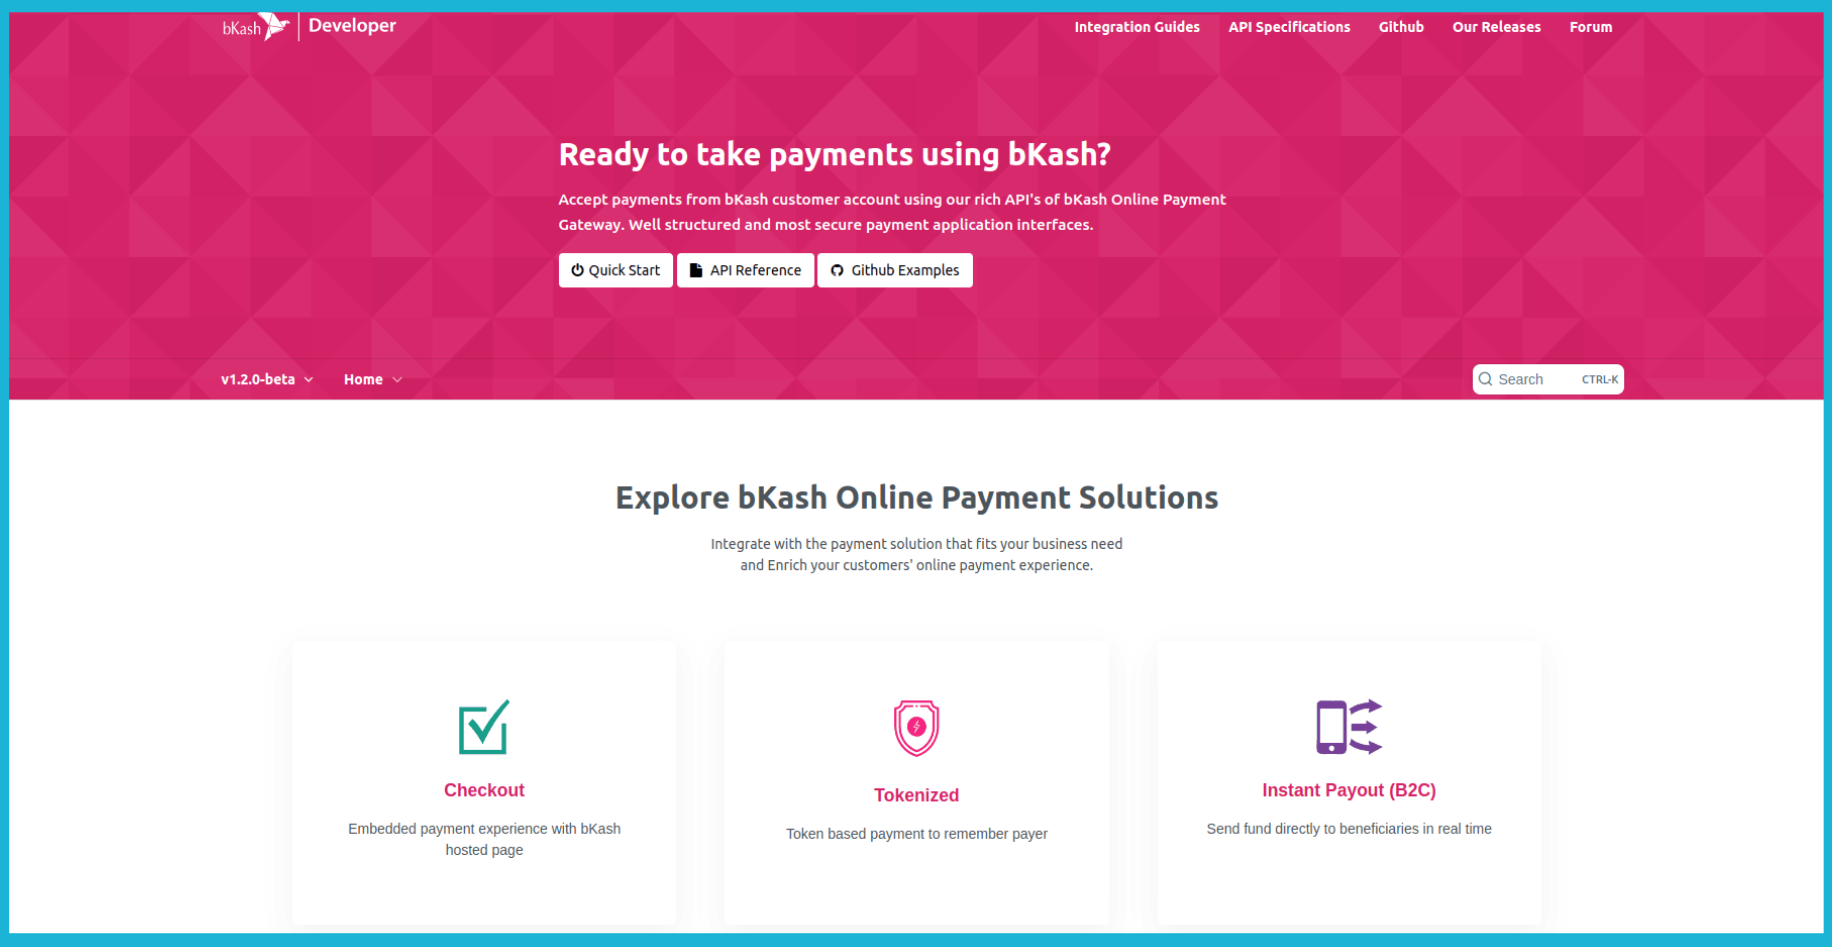 bKash | Developer
Integration Guides API Specifications Github Our Releases Forum
Ready to take payments using bKash?
Accept payments from bKash customer account using our rich API's of bKash Online Payment
Gateway. Well structured and most secure payment application interfaces.
Quick Start API Reference Github Examples
v1.2.0-beta Home Search CTRL-K
Explore bKash Online Payment Solutions
Integrate with the payment solution that fits your business need
and Enrich your customers' online payment experience.
Checkout
Embedded payment experience with bKash
hosted page
Tokenized
Token based payment to remember payer
Instant Payout (B2C)
Send fund directly to beneficiaries in real time